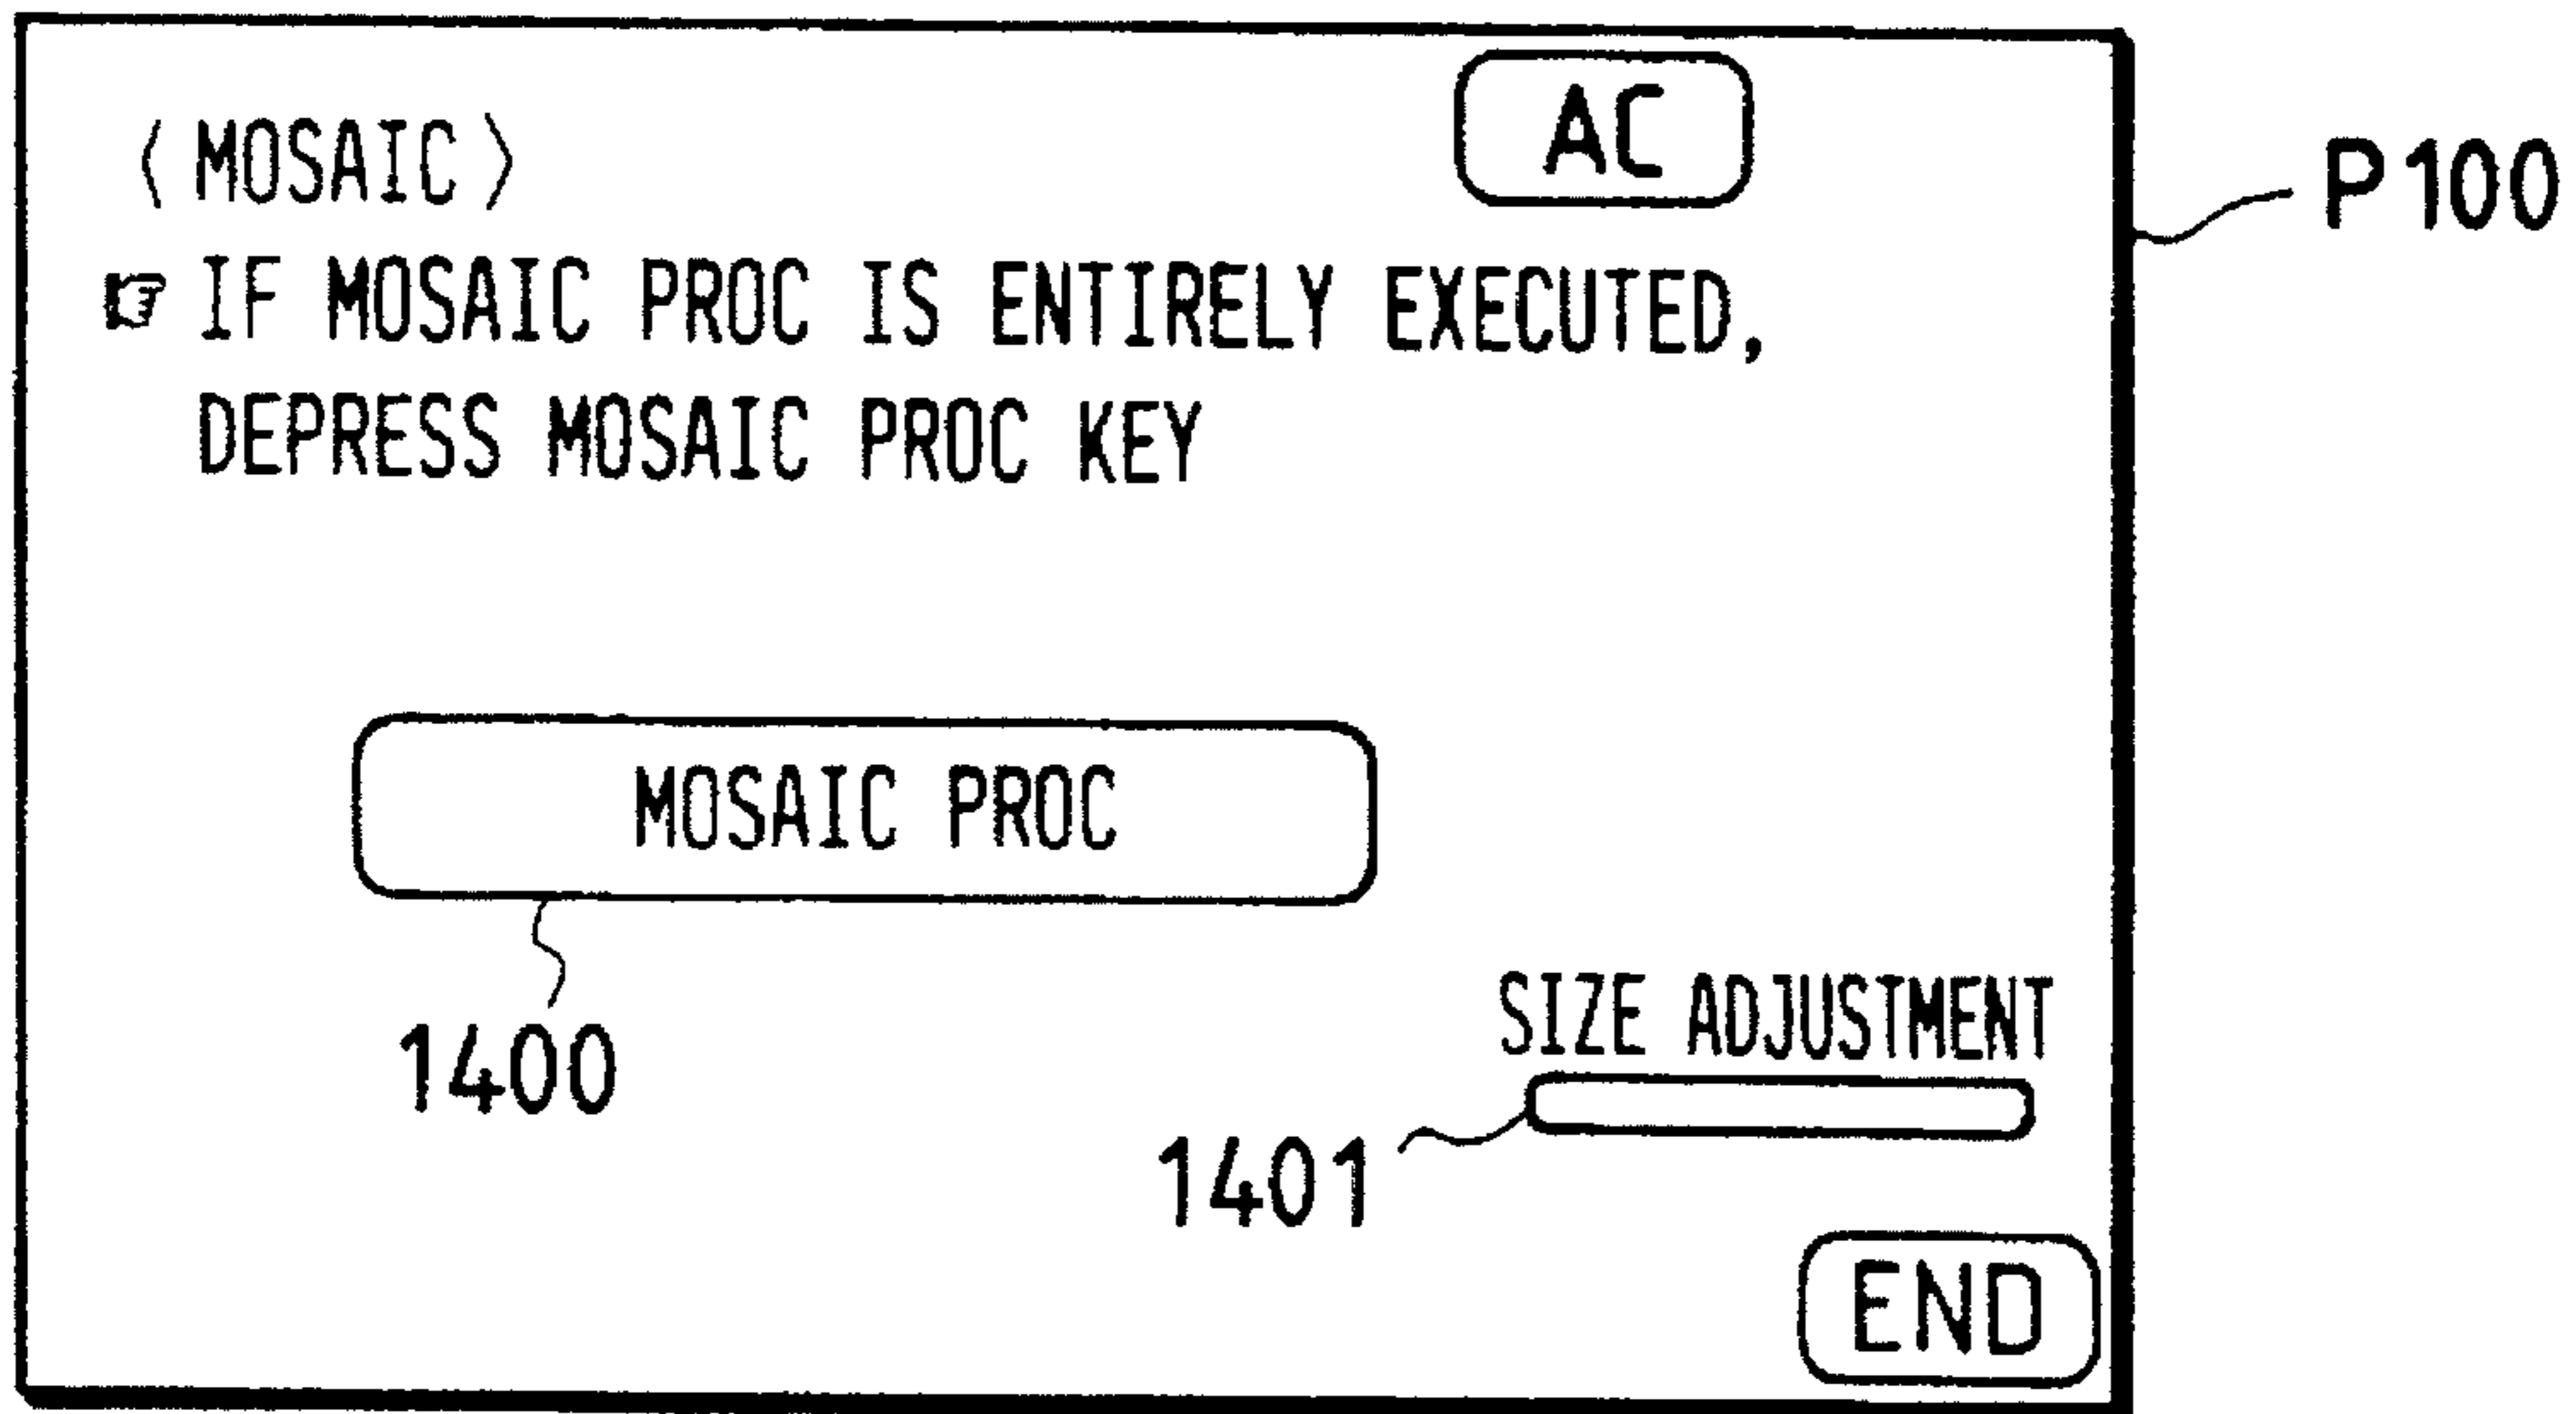 AC
〈 MOSAIC 〉
P100
☞ IF MOSAIC PROC IS ENTIRELY EXECUTED,
DEPRESS MOSAIC PROC KEY
MOSAIC PROC
1400
SIZE ADJUSTMENT
1401
END